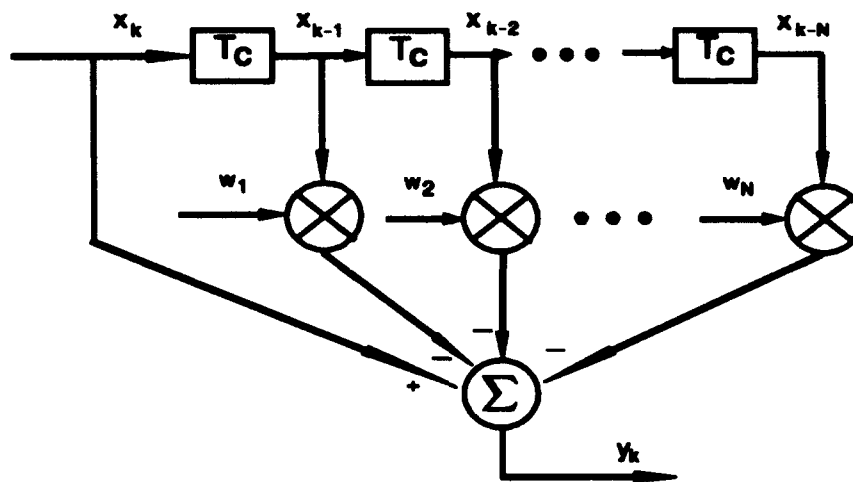 x_k x_{k-1} x_{k-2} x_{k-N}
T_C T_C ••• T_C
w_1 w_2 ••• w_N
− − −
+ Σ
y_k